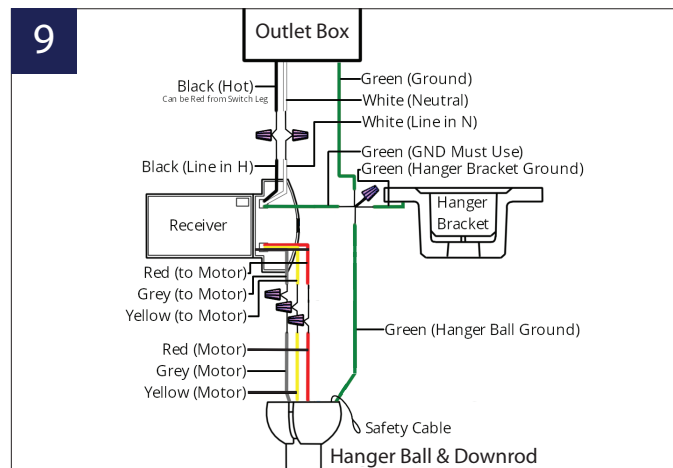 9
Outlet Box
Black (Hot)
Can be Red from Switch Leg
Green (Ground)
White (Neutral)
White (Line in N)
Green (GND Must Use)
Black (Line in H)
Green (Hanger Bracket Ground)
Receiver
Hanger
Bracket
Red (to Motor)
Grey (to Motor)
Yellow (to Motor)
Green (Hanger Ball Ground)
Red (Motor)
Grey (Motor)
Yellow (Motor)
Safety Cable
Hanger Ball & Downrod